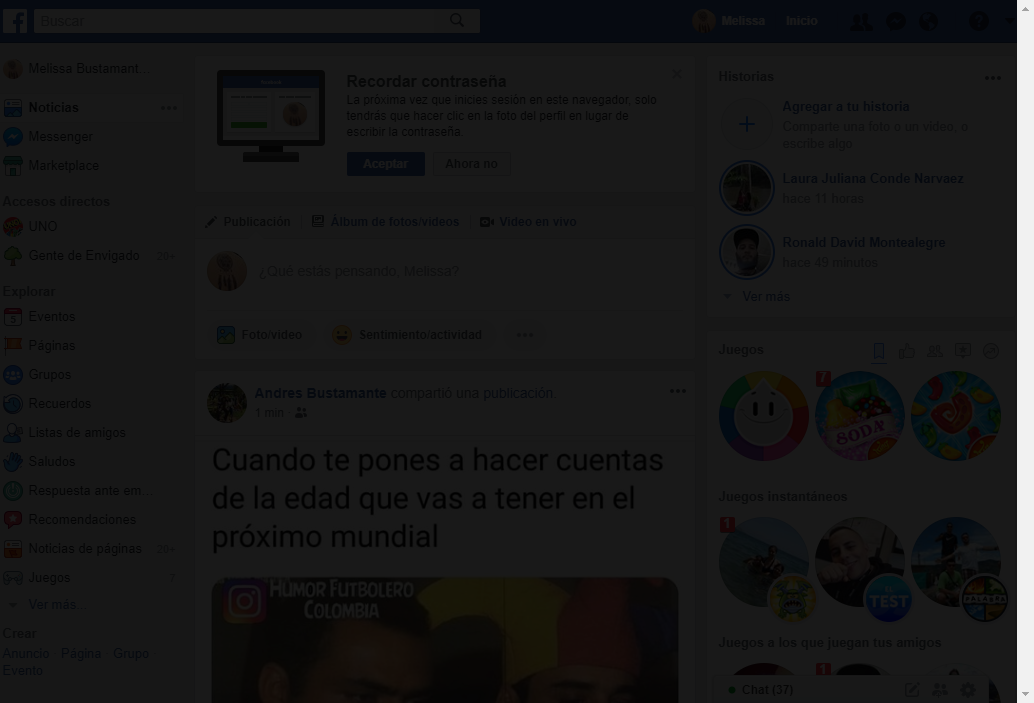 Buscar
Melissa
Inicio
Melissa Bustamant...
Noticias
Messenger
Marketplace
Accesos directos
UNO
Gente de Envigado 20+
Explorar
Eventos
Páginas
Grupos
Recuerdos
Listas de amigos
Saludos
Respuesta ante em...
Recomendaciones
Noticias de páginas 20+
Juegos 7
Ver más...
Crear
Anuncio Página Grupo
Evento
Recordar contraseña
La próxima vez que inicies sesión en este navegador, solo
tendrás que hacer clic en la foto del perfil en lugar de
escribir la contraseña.
Aceptar Ahora no
Publicación Álbum de fotos/videos Video en vivo
¿Qué estás pensando, Melissa?
Foto/video Sentimiento/actividad
Andres Bustamante compartió una publicación.
1 min ·
Cuando te pones a hacer cuentas
de la edad que vas a tener en el
próximo mundial
HUMOR FUTBOLERO
COLOMBIA
Historias
Agregar a tu historia
Comparte una foto o un video, o
escribe algo
Laura Juliana Conde Narvaez
hace 11 horas
Ronald David Montealegre
hace 49 minutos
Ver más
Juegos
7
SODA
Juegos instantáneos
1
TEST
Juegos a los que juegan tus amigos
1
Chat (37)